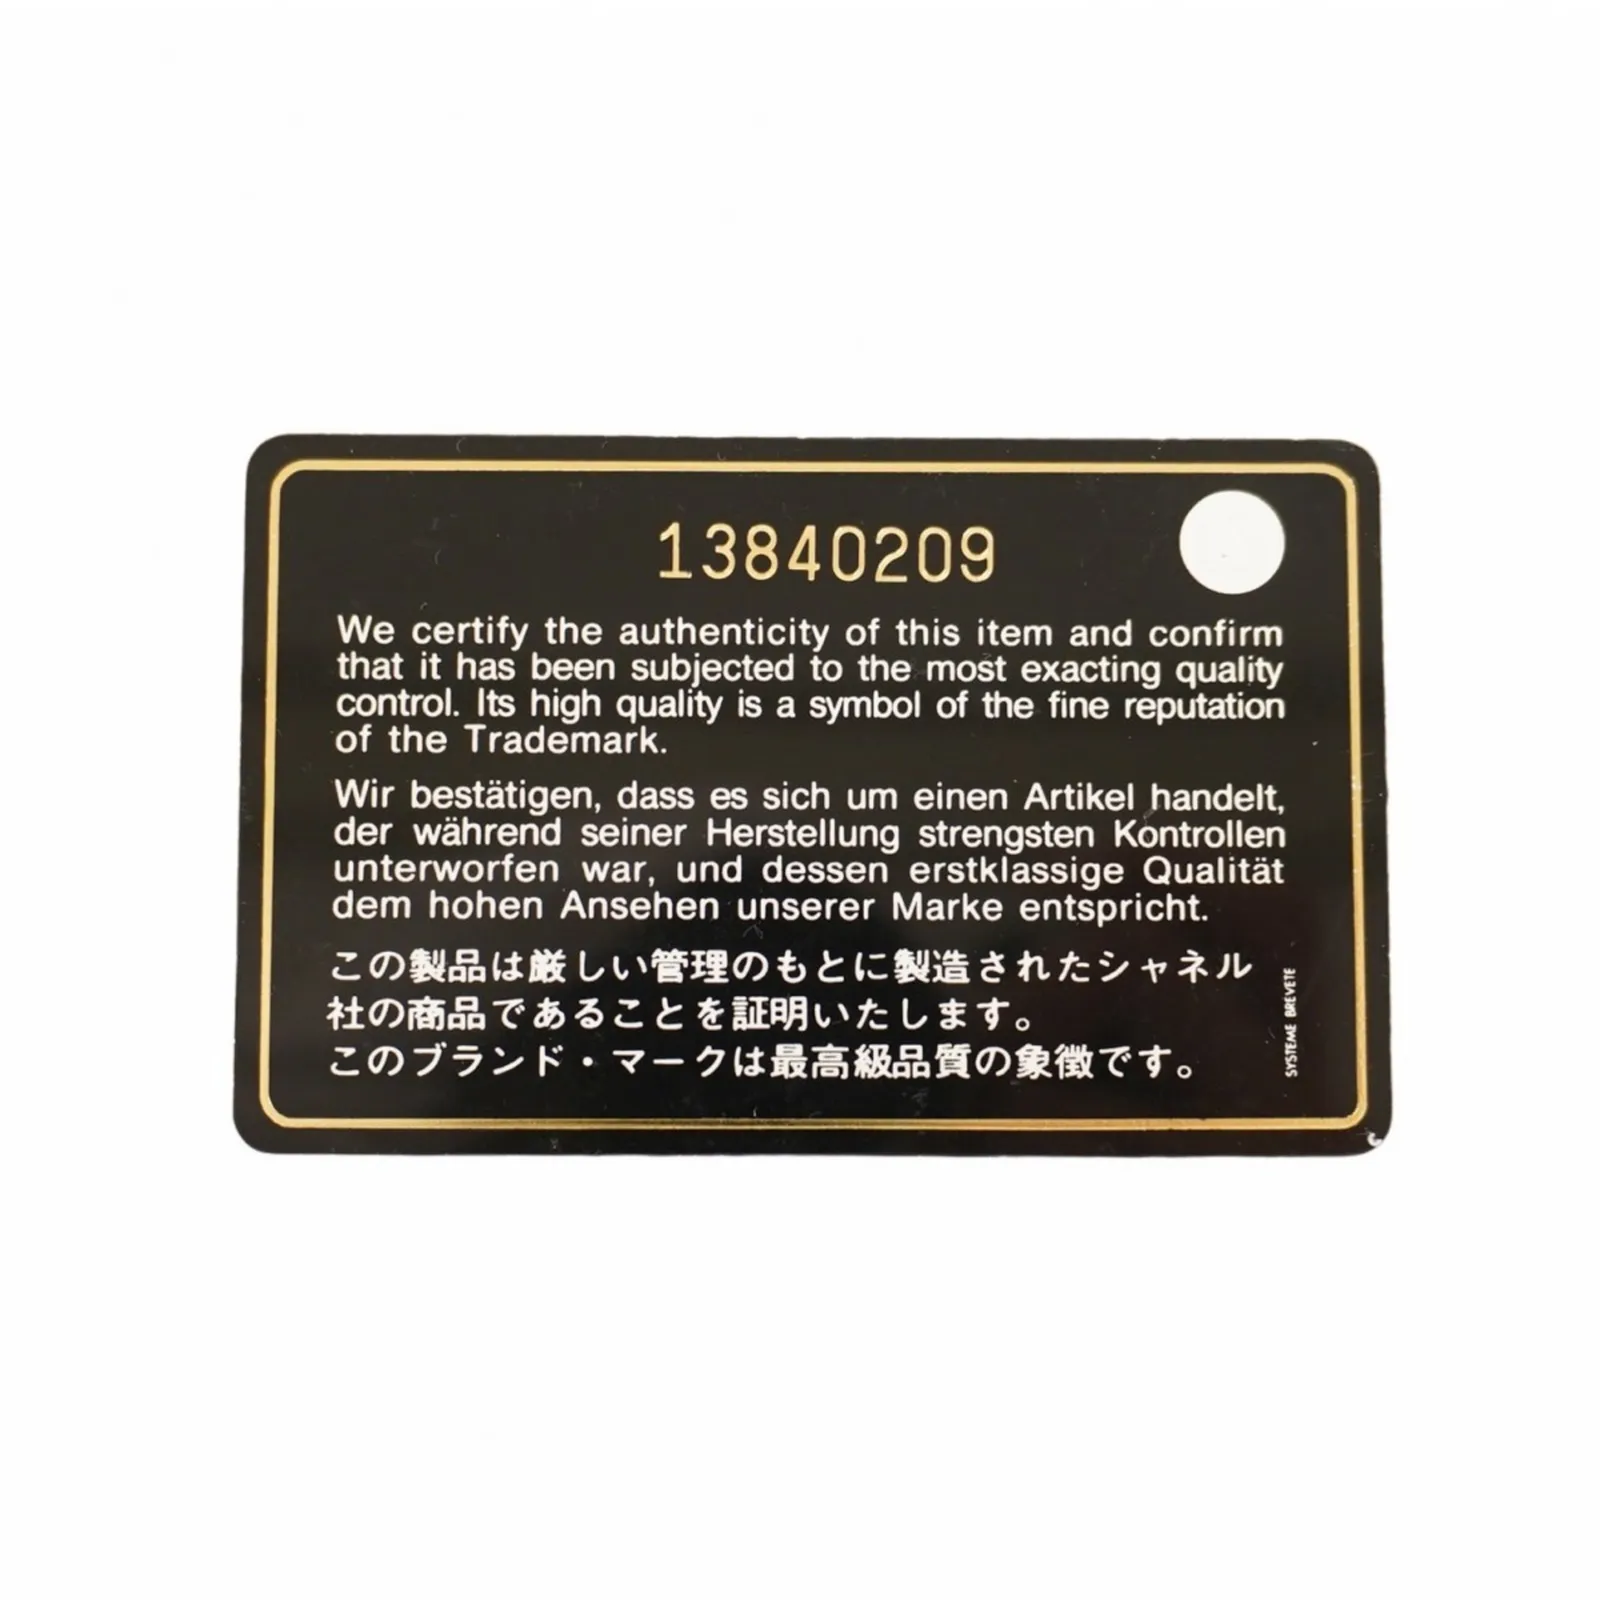 13840209
We certify the authenticity of this item and confirm
that it has been subjected to the most exacting quality
control. Its high quality is a symbol of the fine reputation
of the Trademark.
Wir bestätigen, dass es sich um einen Artikel handelt,
der während seiner Herstellung strengsten Kontrollen
unterworfen war, und dessen erstklassige Qualität
dem hohen Ansehen unserer Marke entspricht.
この製品は厳しい管理のもとに製造されたシャネル
社の商品であることを証明いたします。
このブランド・マークは最高級品質の象徴です。
SYSTEME BREVETE